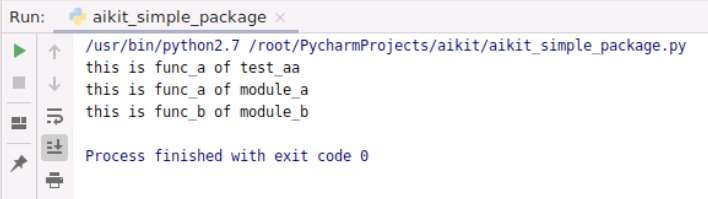 Run: aikit_simple_package
/usr/bin/python2.7 /root/PycharmProjects/aikit/aikit_simple_package.py
this is func_a of test_aa
this is func_a of module_a
this is func_b of module_b
Process finished with exit code 0